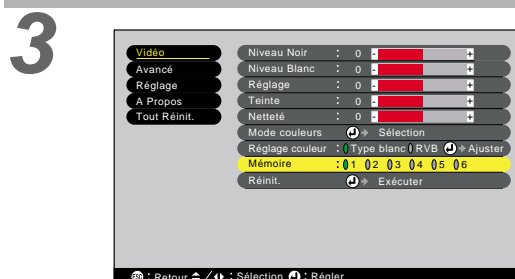 3
Vidéo
Avancé
Réglage
A Propos
Tout Réinit.
Niveau Noir : 0 - +
Niveau Blanc : 0 - +
Réglage : 0 - +
Teinte : 0 - +
Netteté : 0 - +
Mode couleurs Sélection
Réglage couleur : Type blanc RVB Ajuster
Mémoire : 1 2 3 4 5 6
Réinit. Exécuter
ESC : Retour / : Sélection : Régler